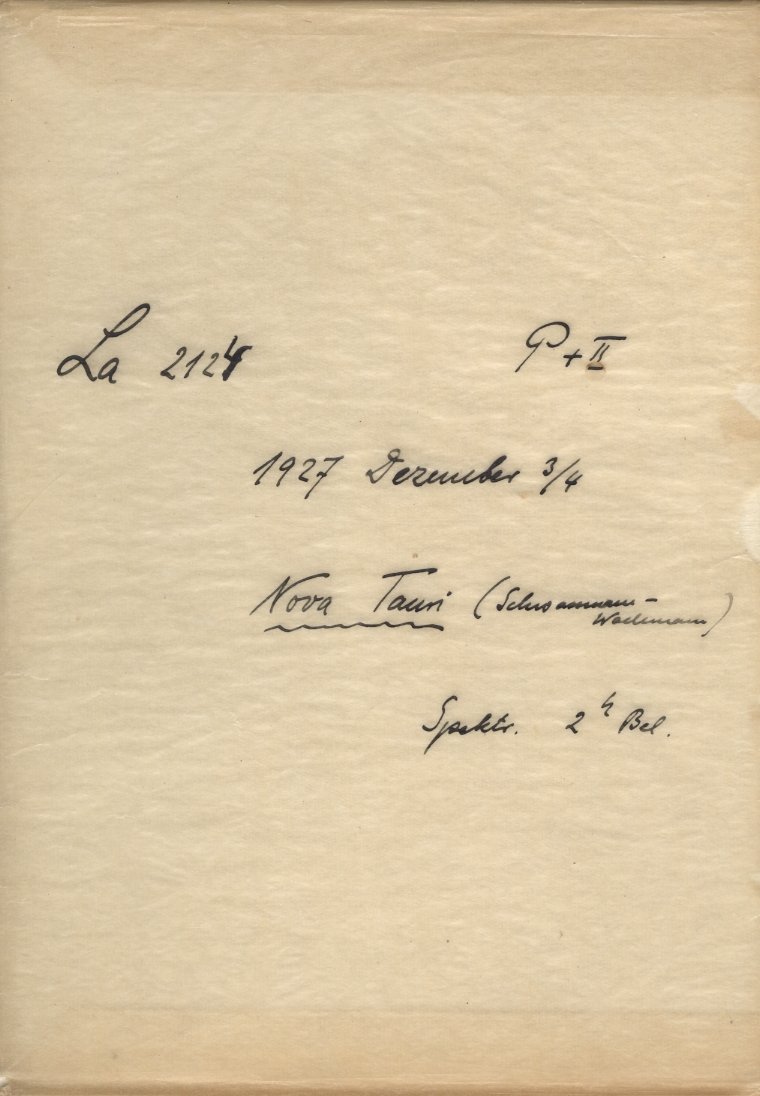 La 2124 P + II
1927 Dezember 3/4
Nova Tauri (Schwassmann-
Wachmann)
Spektr. 2h Bel.